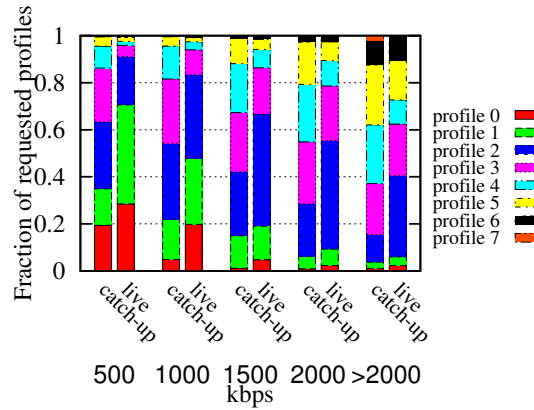 Fraction of requested profiles
1
0.8
0.6
0.4
0.2
0
catch-up
live
catch-up
live
catch-up
live
catch-up
live
catch-up
live
500 1000 1500 2000 >2000
kbps
profile 0
profile 1
profile 2
profile 3
profile 4
profile 5
profile 6
profile 7